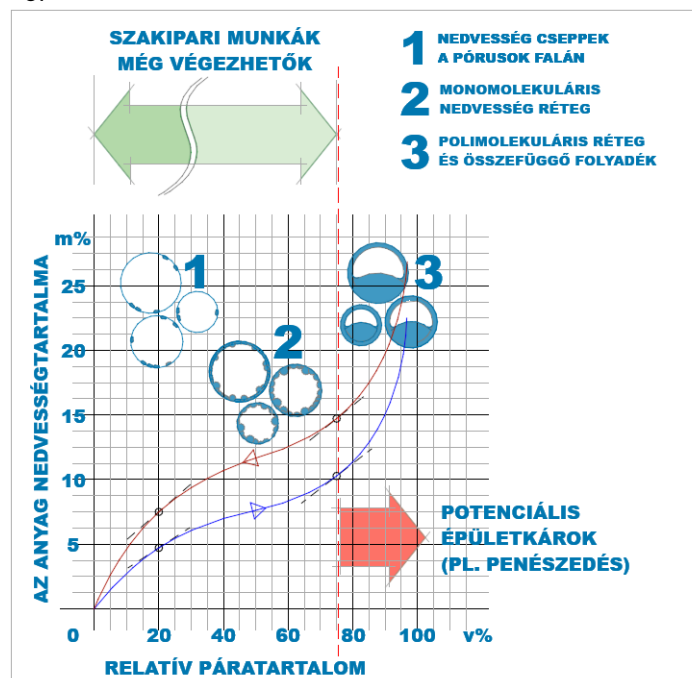 SZAKIPARI MUNKÁK
MÉG VÉGEZHETŐK
1 NEDVESSÉG CSEPPEK
A PÓRUSOK FALÁN
2 MONOMOLEKULÁRIS
NEDVESSÉG RÉTEG
3 POLIMOLEKULÁRIS RÉTEG
ÉS ÖSSZEFÜGGŐ FOLYADÉK
AZ ANYAG NEDVESSÉGTARTALMA
m%
25
20
15
10
5
1
2
3
POTENCIÁLIS
ÉPÜLETKÁROK
(PL. PENÉSZEDÉS)
0 20 40 60 80 100 v%
RELATÍV PÁRATARTALOM